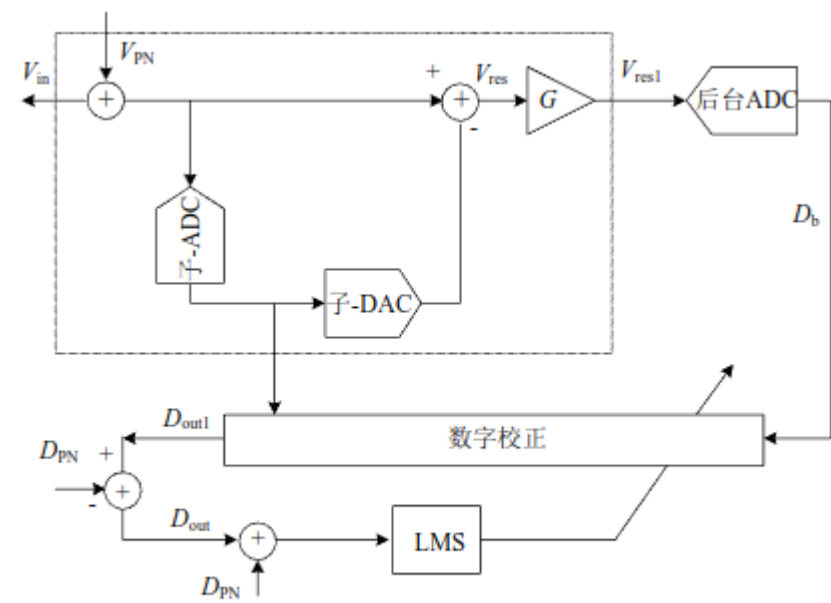 V_PN
V_in
+
+
V_res
+
-
G
V_res1
后台ADC
子-ADC
D_b
子-DAC
D_out1
数字校正
D_PN
+
+
-
D_out
+
LMS
D_PN